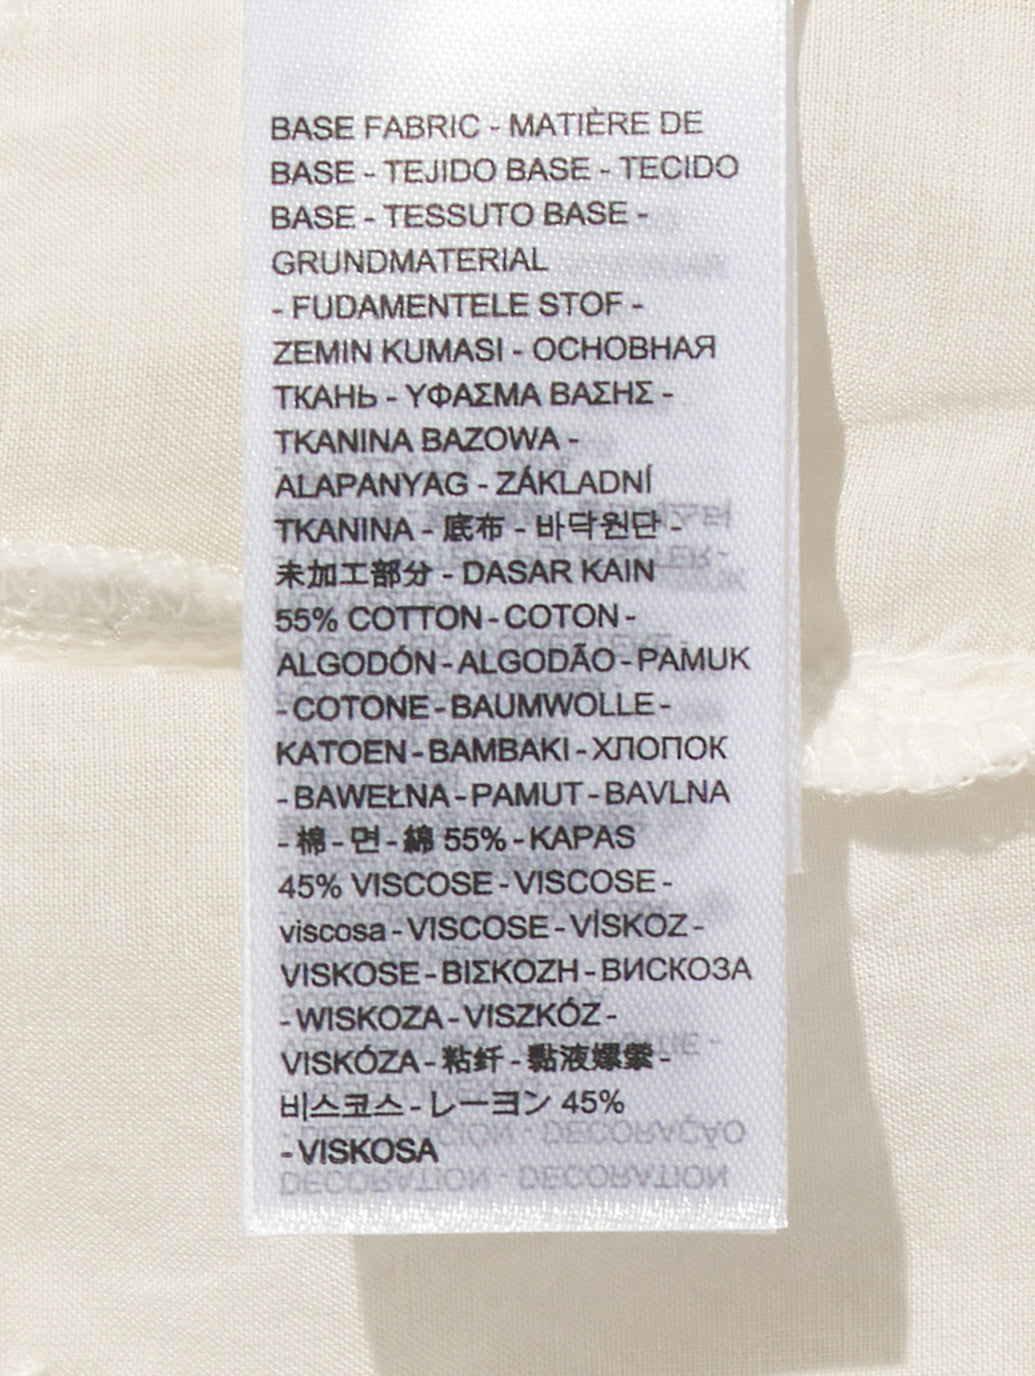 BASE FABRIC - MATIÈRE DE
BASE - TEJIDO BASE - TECIDO
BASE - TESSUTO BASE -
GRUNDMATERIAL
- FUDAMENTELE STOF -
ZEMIN KUMASI - ОСНОВНАЯ
ТКАНЬ - ΥΦΑΣΜΑ ΒΑΣΗΣ -
TKANINA BAZOWA -
ALAPANYAG - ZÁKLADNÍ
TKANINA - 底布 - 바닥원단 -
未加工部分 - DASAR KAIN
55% COTTON - COTON -
ALGODÓN - ALGODÃO - PAMUK
- COTONE - BAUMWOLLE -
KATOEN - BAMBAKI - ХЛОПОК
- BAWEŁNA - PAMUT - BAVLNA
- 棉 - 면 - 綿 55% - KAPAS
45% VISCOSE - VISCOSE -
viscosa - VISCOSE - VİSKOZ -
VISKOSE - ΒΙΣΚΟΖΗ - ВИСКОЗА
- WISKOZA - VISZKÓZ -
VISKÓZA - 粘纤 - 黏液嫘縈 -
비스코스 - レーヨン 45%
- VISKOSA